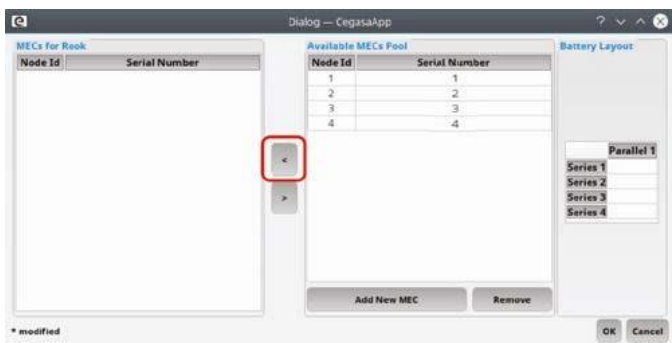 Dialog — CegasaApp
MECs for Rook
Node Id Serial Number
Available MECs Pool
Node Id Serial Number
1 1
2 2
3 3
4 4
<
>
Add New MEC Remove
Battery Layout
Parallel 1
Series 1
Series 2
Series 3
Series 4
* modified
OK Cancel